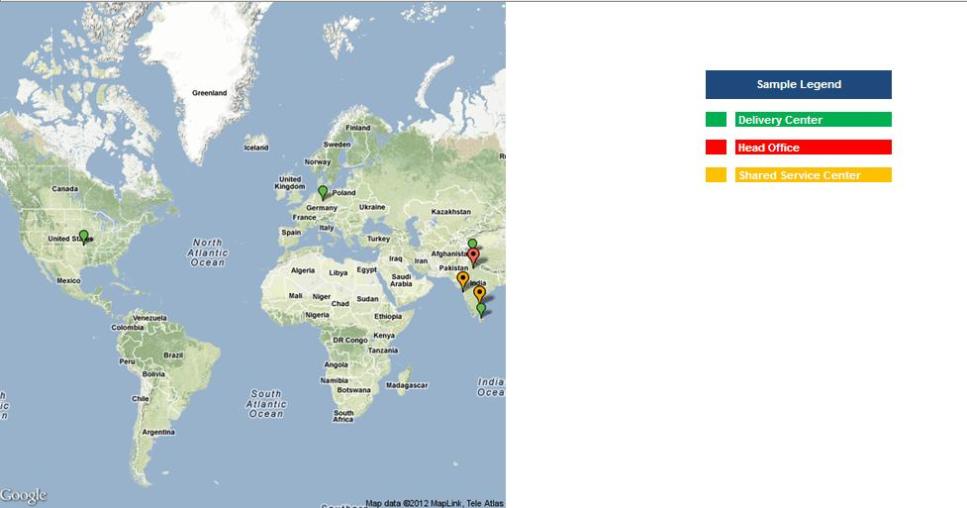 Greenland
Finland
Iceland
Sweden
Norway
R
United
Kingdom
Poland
Canada
Germany
Ukraine
Kazakhstan
France
Italy
Spain
United States
Turkey
North
Atlantic
Ocean
Afghanista
Iraq
Iran
Algeria
Libya
Egypt
Pakistan
Saudi
Arabia
Mexico
India
Mali
Niger
Chad
Sudan
Nigeria
Ethiopia
Venezuela
Colombia
Kenya
DR Congo
Tanzania
Peru
Brazil
Angola
Bolivia
Namibia
Botswana
Madagascar
India
Ocea
Chile
South
Atlantic
Ocean
h
ic
n
South
Africa
Argentina
Google
Map data ©2012 MapLink, Tele Atlas
Sample Legend
Delivery Center
Head Office
Shared Service Center